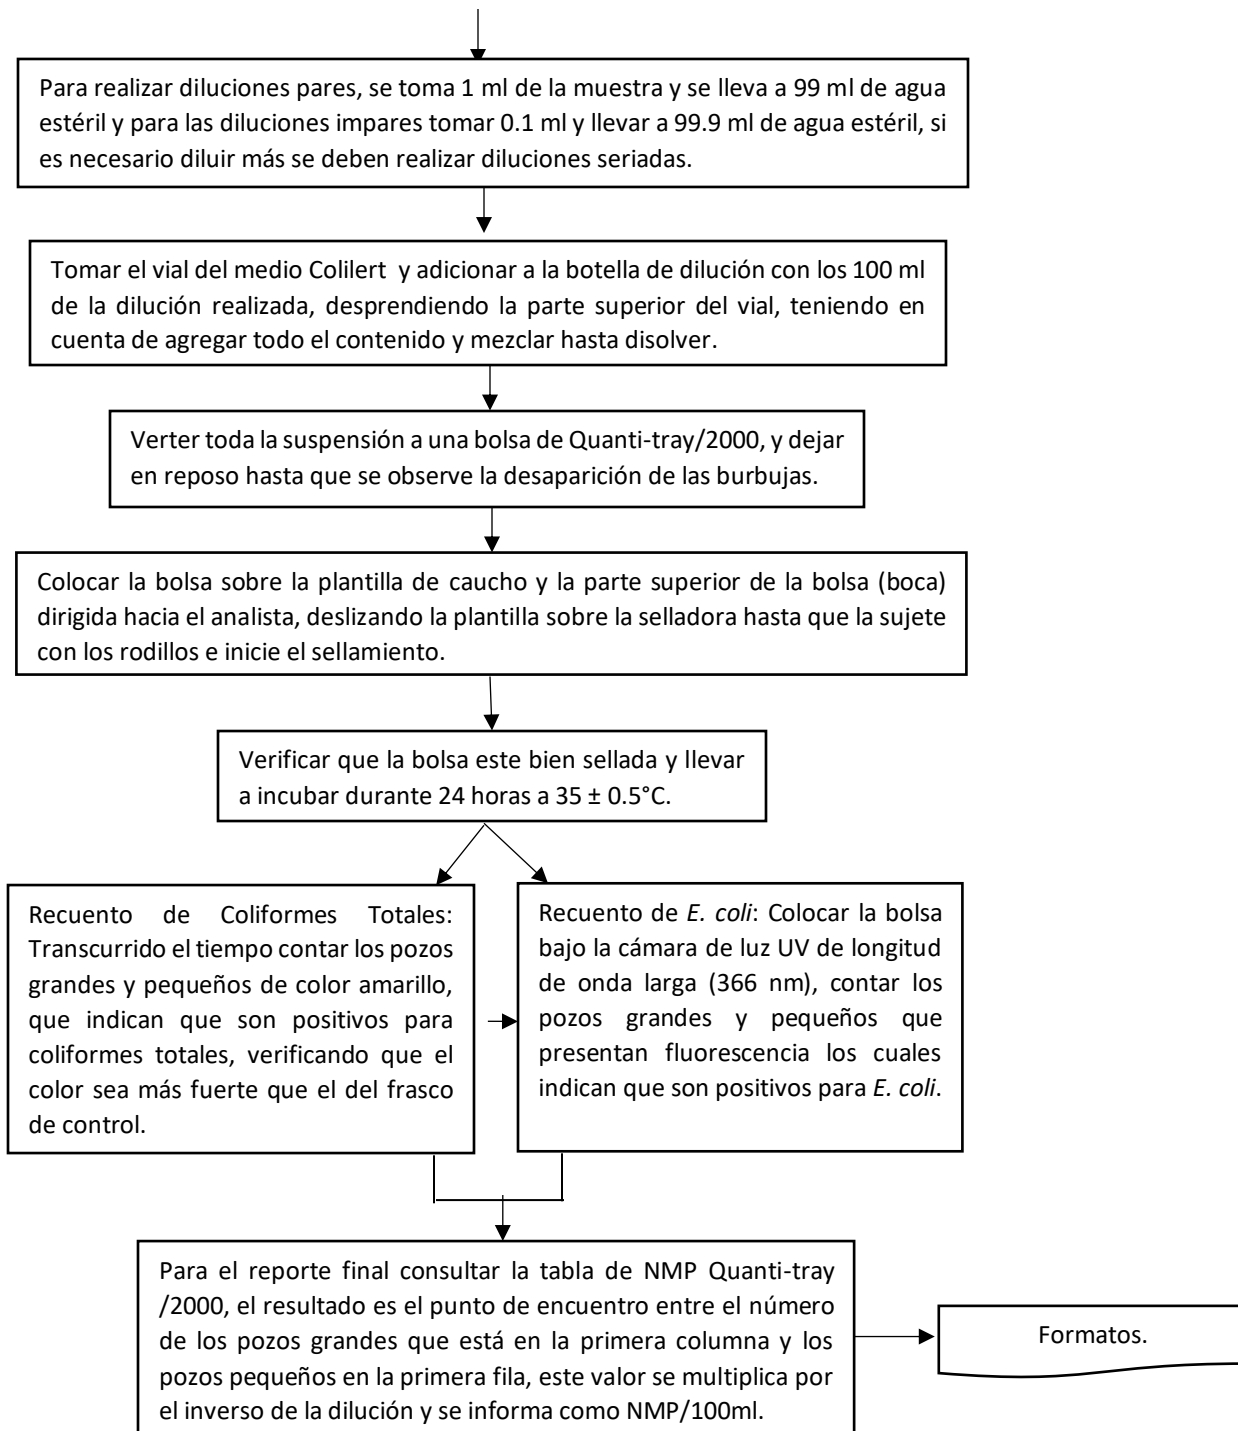 Para realizar diluciones pares, se toma 1 ml de la muestra y se lleva a 99 ml de agua
estéril y para las diluciones impares tomar 0.1 ml y llevar a 99.9 ml de agua estéril, si
es necesario diluir más se deben realizar diluciones seriadas.
Tomar el vial del medio Colilert y adicionar a la botella de dilución con los 100 ml
de la dilución realizada, desprendiendo la parte superior del vial, teniendo en
cuenta de agregar todo el contenido y mezclar hasta disolver.
Verter toda la suspensión a una bolsa de Quanti-tray/2000, y dejar
en reposo hasta que se observe la desaparición de las burbujas.
Colocar la bolsa sobre la plantilla de caucho y la parte superior de la bolsa (boca)
dirigida hacia el analista, deslizando la plantilla sobre la selladora hasta que la sujete
con los rodillos e inicie el sellamiento.
Verificar que la bolsa este bien sellada y llevar
a incubar durante 24 horas a 35 ± 0.5°C.
Recuento de Coliformes Totales:
Transcurrido el tiempo contar los pozos
grandes y pequeños de color amarillo,
que indican que son positivos para
coliformes totales, verificando que el
color sea más fuerte que el del frasco
de control.
Recuento de E. coli: Colocar la bolsa
bajo la cámara de luz UV de longitud
de onda larga (366 nm), contar los
pozos grandes y pequeños que
presentan fluorescencia los cuales
indican que son positivos para E. coli.
Para el reporte final consultar la tabla de NMP Quanti-tray
/2000, el resultado es el punto de encuentro entre el número
de los pozos grandes que está en la primera columna y los
pozos pequeños en la primera fila, este valor se multiplica por
el inverso de la dilución y se informa como NMP/100ml.
Formatos.